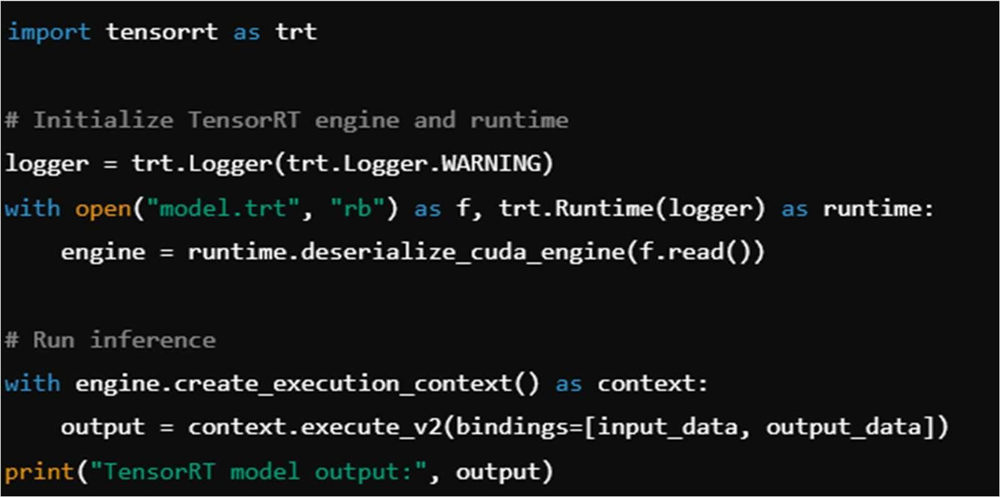 import tensorrt as trt
# Initialize TensorRT engine and runtime
logger = trt.Logger(trt.Logger.WARNING)
with open("model.trt", "rb") as f, trt.Runtime(logger) as runtime:
    engine = runtime.deserialize_cuda_engine(f.read())
# Run inference
with engine.create_execution_context() as context:
    output = context.execute_v2(bindings=[input_data, output_data])
print("TensorRT model output:", output)